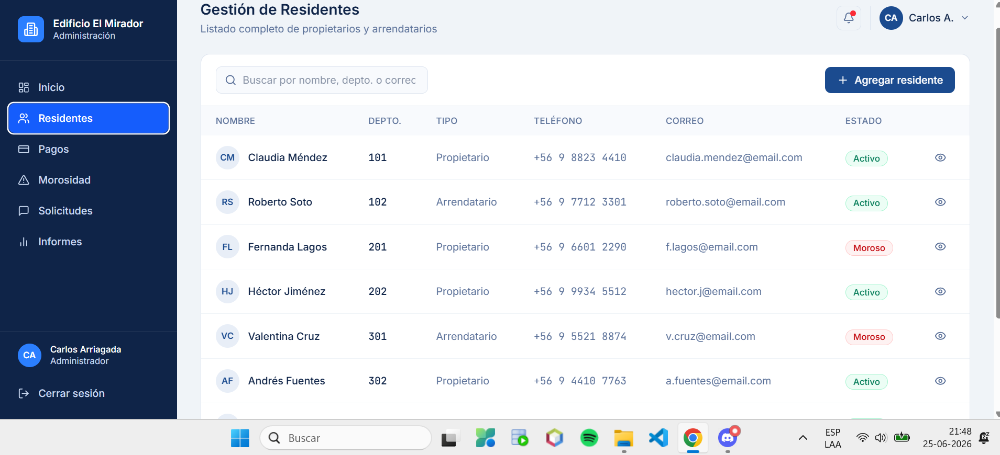 Edificio El Mirador
Administración
Inicio
Residentes
Pagos
Morosidad
Solicitudes
Informes
CA
Carlos Arriagada
Administrador
Cerrar sesión
Gestión de Residentes
Listado completo de propietarios y arrendatarios
CA Carlos A.
Buscar por nombre, depto. o correc
+ Agregar residente
NOMBRE DEPTO. TIPO TELÉFONO CORREO ESTADO
CM Claudia Méndez 101 Propietario +56 9 8823 4410 claudia.mendez@email.com Activo
RS Roberto Soto 102 Arrendatario +56 9 7712 3301 roberto.soto@email.com Activo
FL Fernanda Lagos 201 Propietario +56 9 6601 2290 f.lagos@email.com Moroso
HJ Héctor Jiménez 202 Propietario +56 9 9934 5512 hector.j@email.com Activo
VC Valentina Cruz 301 Arrendatario +56 9 5521 8874 v.cruz@email.com Moroso
AF Andrés Fuentes 302 Propietario +56 9 4410 7763 a.fuentes@email.com Activo
Buscar
ESP
LAA
21:48
25-06-2026